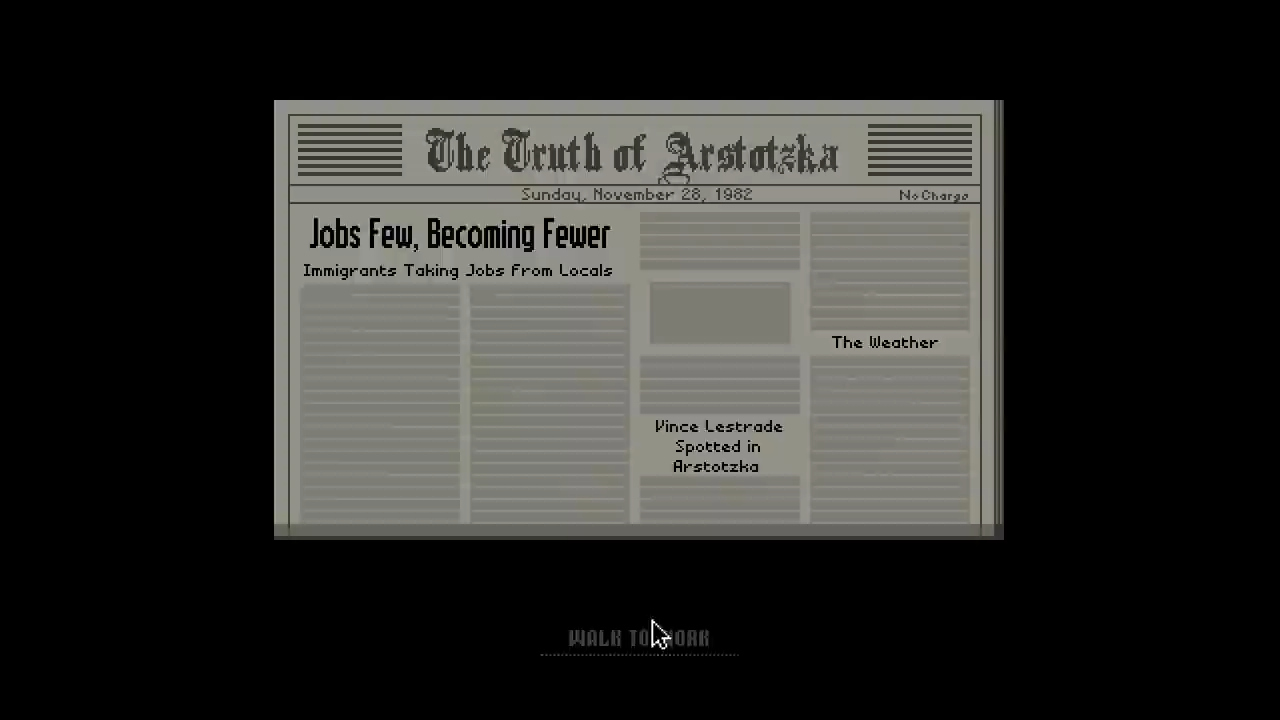 The Truth of Arstotzka
Sunday, November 28, 1982
No Charge
Jobs Few, Becoming Fewer
Immigrants Taking Jobs From Locals
The Weather
Vince Lestrade
Spotted in
Arstotzka
WALK TO WORK